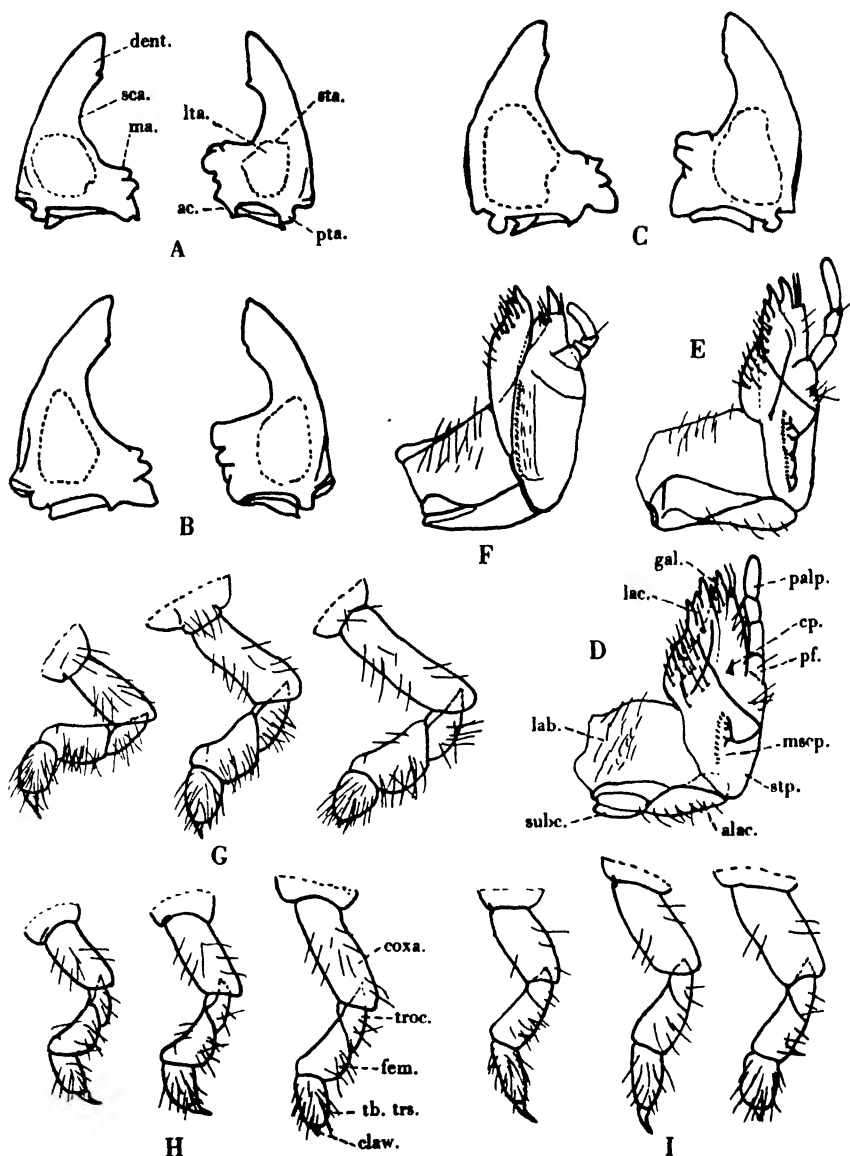 dent.
sca.
ma.
lta.
sta.
ac.
pta.
A
C
B
F
E
gal.
lac.
palp.
cp.
pf.
D
lab.
mscp.
stp.
subc.
alac.
G
coxa.
troc.
fem.
tb. trs.
claw.
H
I